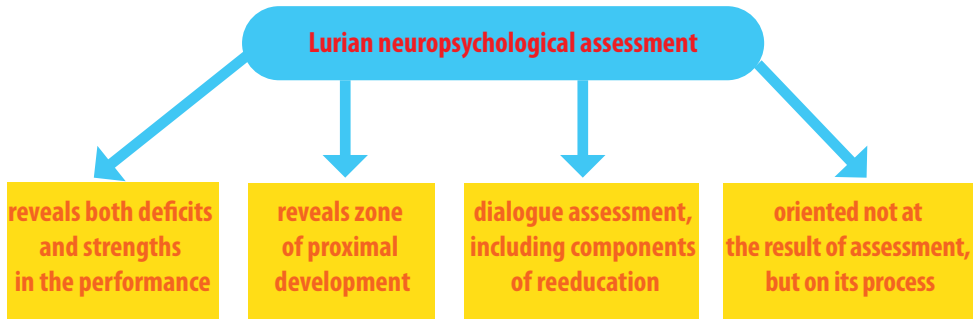 Lurian neuropsychological assessment
reveals both deficits
and strengths
in the performance
reveals zone
of proximal
development
dialogue assessment,
including components
of reeducation
oriented not at
the result of assessment,
but on its process